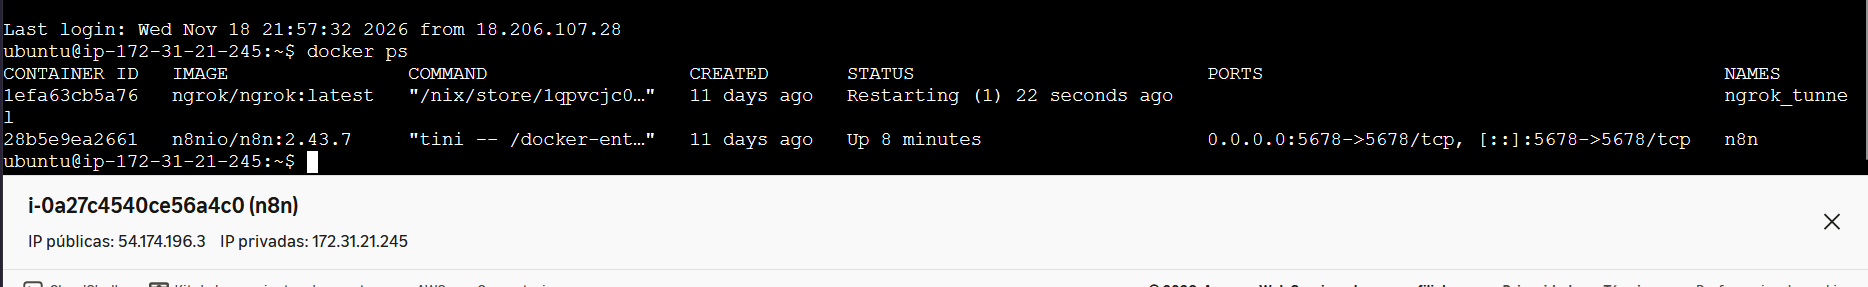 Last login: Wed Nov 18 21:57:32 2026 from 18.206.107.28
ubuntu@ip-172-31-21-245:~$ docker ps
CONTAINER ID   IMAGE                 COMMAND                  CREATED       STATUS                          PORTS                                         NAMES
1efa63cb5a76   ngrok/ngrok:latest    "/nix/store/1qpvcjc0…"   11 days ago   Restarting (1) 22 seconds ago                                                 ngrok_tunne
l
28b5e9ea2661   n8nio/n8n:2.43.7      "tini -- /docker-ent…"   11 days ago   Up 8 minutes                    0.0.0.0:5678->5678/tcp, [::]:5678->5678/tcp   n8n
ubuntu@ip-172-31-21-245:~$
i-0a27c4540ce56a4c0 (n8n)
IP públicas: 54.174.196.3   IP privadas: 172.31.21.245